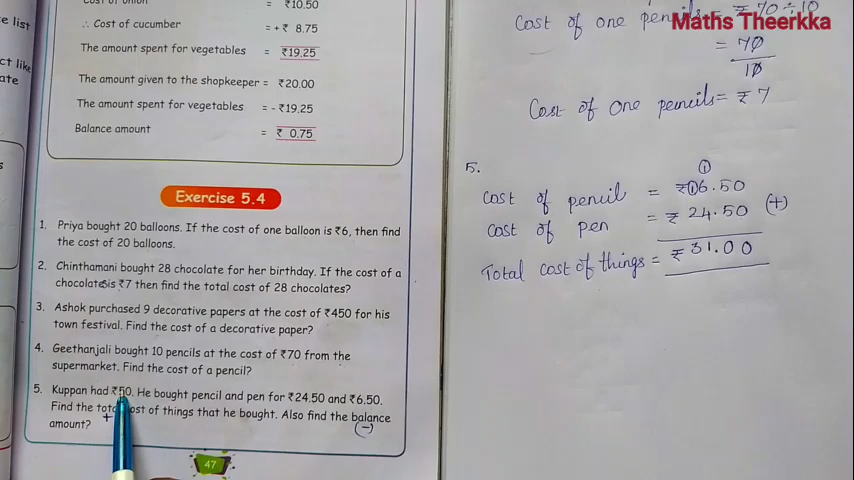 = ₹10.50
∴ Cost of cucumber = + ₹ 8.75
The amount spent for vegetables = ₹19.25
The amount given to the shopkeeper = ₹20.00
The amount spent for vegetables = - ₹19.25
Balance amount = ₹ 0.75
Exercise 5.4
1. Priya bought 20 balloons. If the cost of one balloon is ₹6, then find
the cost of 20 balloons.
2. Chinthamani bought 28 chocolate for her birthday. If the cost of a
chocolate is ₹7 then find the total cost of 28 chocolates?
3. Ashok purchased 9 decorative papers at the cost of ₹450 for his
town festival. Find the cost of a decorative paper?
4. Geethanjali bought 10 pencils at the cost of ₹70 from the
supermarket. Find the cost of a pencil?
5. Kuppan had ₹50. He bought pencil and pen for ₹24.50 and ₹6.50.
Find the total cost of things that he bought. Also find the balance
+
amount? (-)
47
e list
ct like
ate
Maths Theerkka
Cost of one pencils = ₹ 70 ÷ 10
= 70
10
Cost of one pencils = ₹ 7
5.
1
Cost of pencil = ₹ 06.50
Cost of pen = ₹ 24.50 (+)
Total cost of things = ₹ 31.00